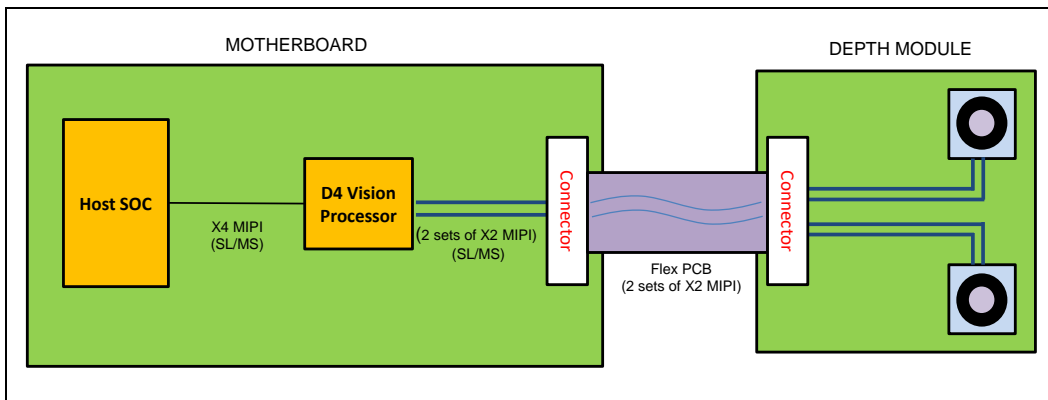 MOTHERBOARD
DEPTH MODULE
Host SOC
X4 MIPI
(SL/MS)
D4 Vision
Processor
(2 sets of X2 MIPI)
(SL/MS)
Connector
Flex PCB
(2 sets of X2 MIPI)
Connector